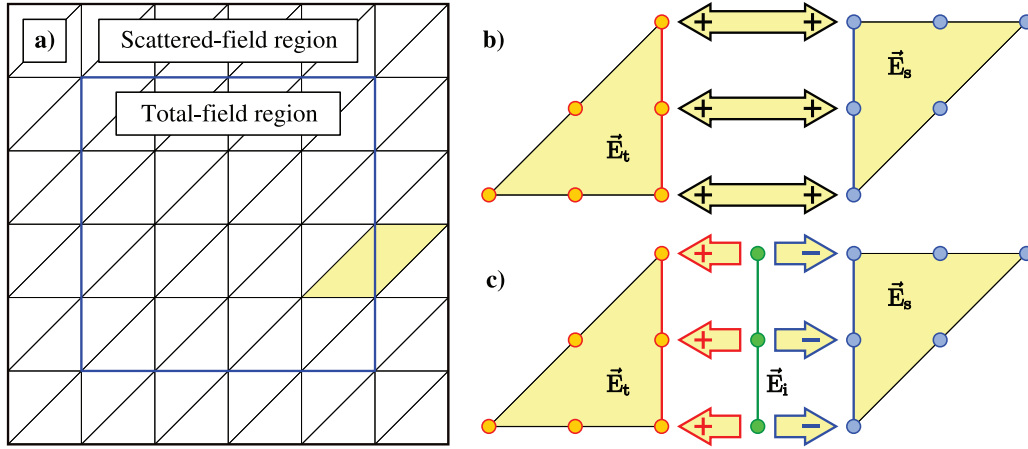 a)
Scattered-field region
Total-field region
b)
+ +
+ +
+ +
E⃗t
E⃗s
c)
+ −
+ −
+ −
E⃗t
E⃗i
E⃗s